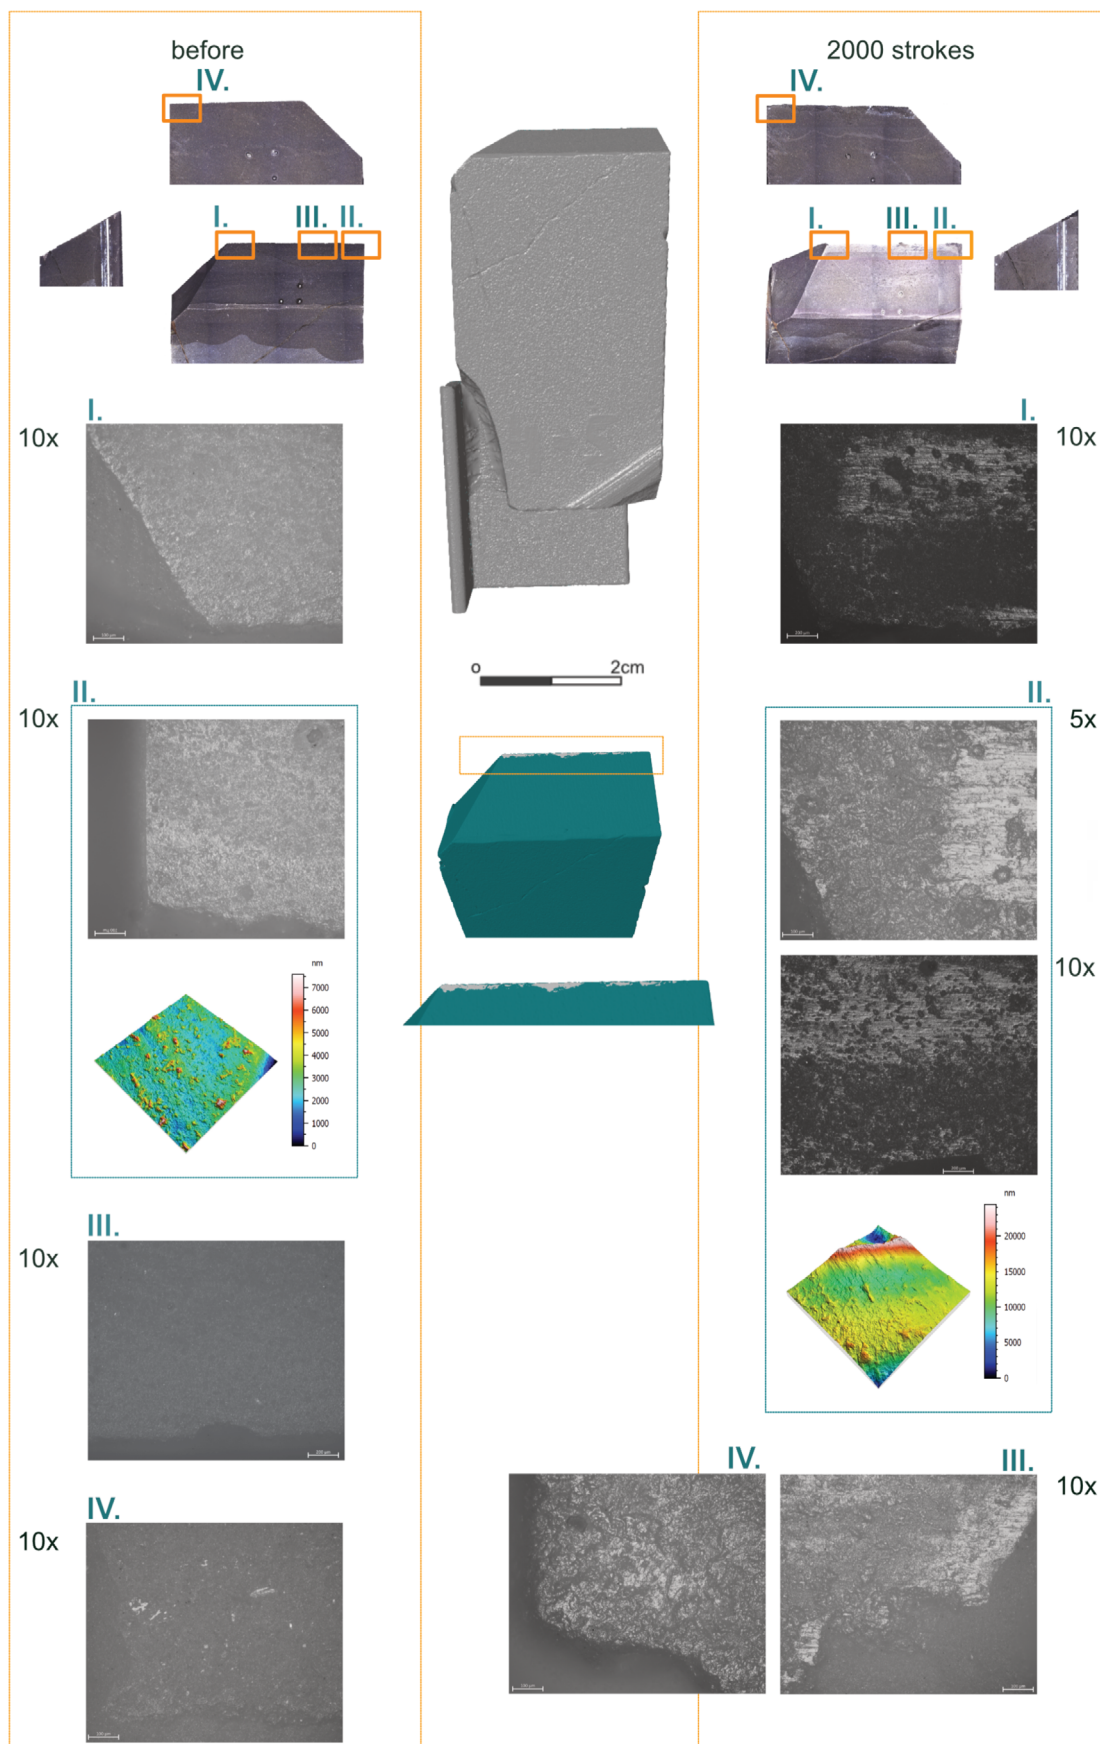 before
2000 strokes
IV.
IV.
I.
III.
II.
I.
III.
II.
I.
10x
I.
10x
o
2cm
II.
10x
II.
5x
10x
nm
7000
6000
5000
4000
3000
2000
1000
0
nm
20000
15000
10000
5000
0
III.
10x
IV.
III.
10x
IV.
10x